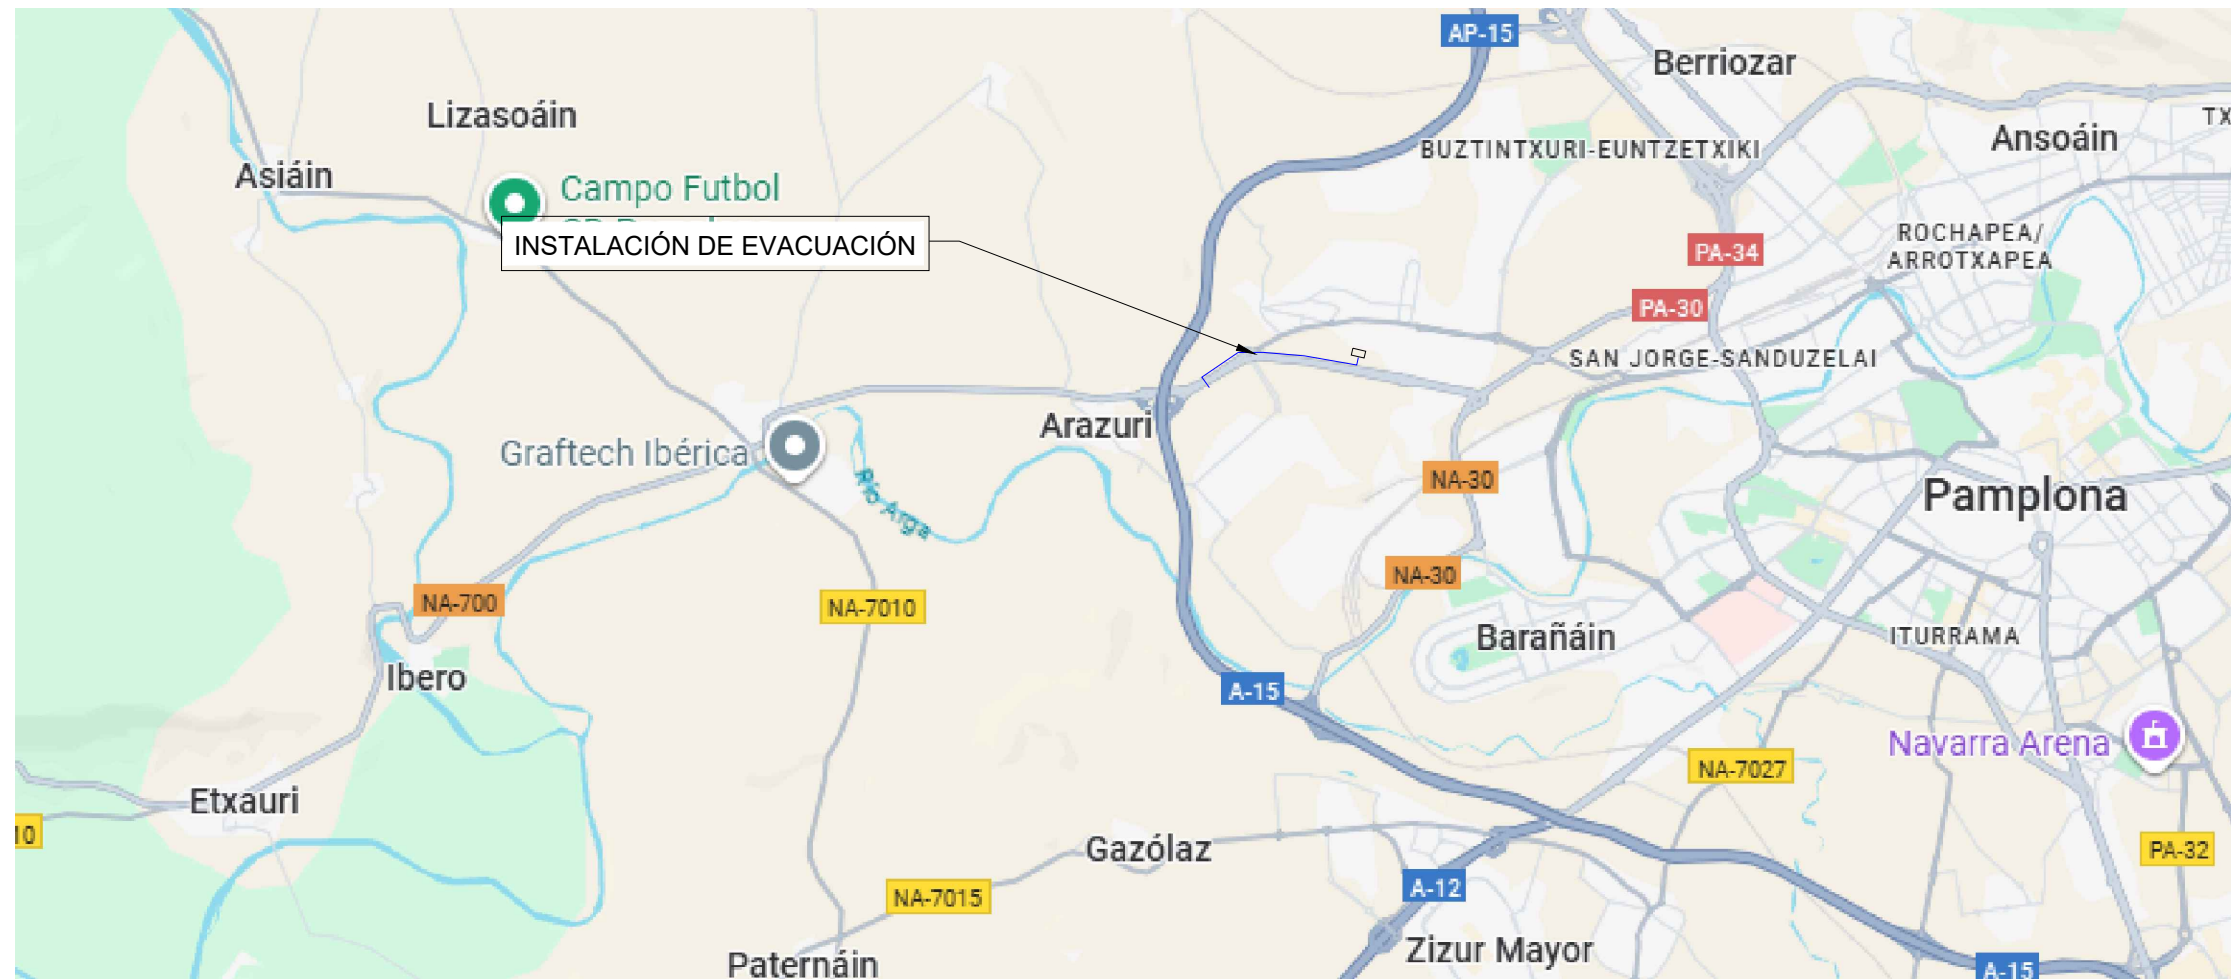 AP-15
Berriozar
Lizasoáin
TX
Ansoáin
BUZTINTXURI-EUNTZETXIKI
Asiáin
Campo Futbol
INSTALACIÓN DE EVACUACIÓN
PA-34
ROCHAPEA/
ARROTXAPEA
PA-30
SAN JORGE-SANDUZELAI
Arazuri
Graftech Ibérica
Río Arga
NA-30
Pamplona
NA-30
NA-700
NA-7010
Barañáin
ITURRAMA
Ibero
A-15
Navarra Arena
NA-7027
Etxauri
10
Gazólaz
PA-32
A-12
NA-7015
Zizur Mayor
Paternáin
A-15